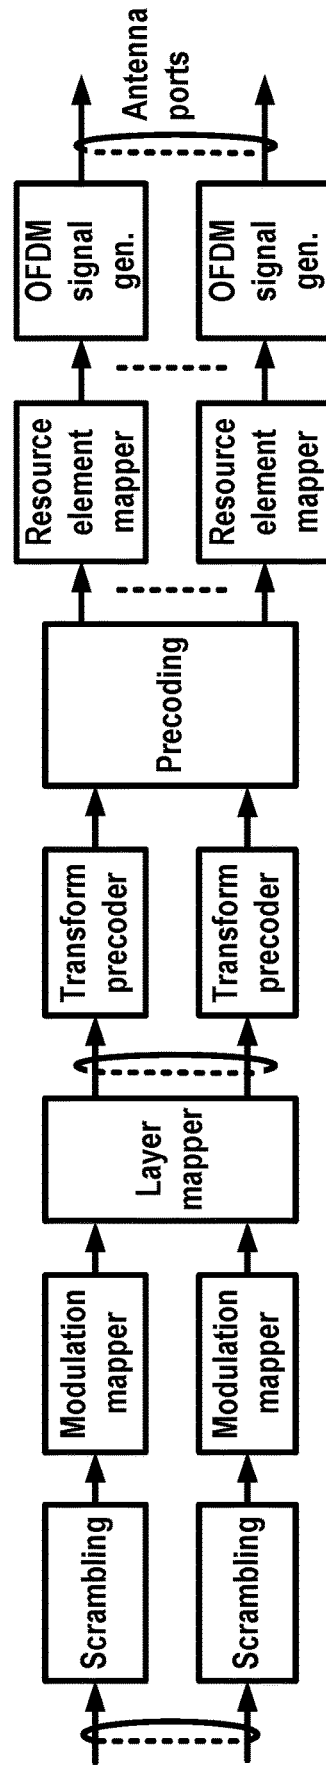 Scrambling
Scrambling
Modulation
mapper
Modulation
mapper
Layer
mapper
Transform
precoder
Transform
precoder
Precoding
Resource
element
mapper
Resource
element
mapper
OFDM
signal
gen.
OFDM
signal
gen.
Antenna
ports